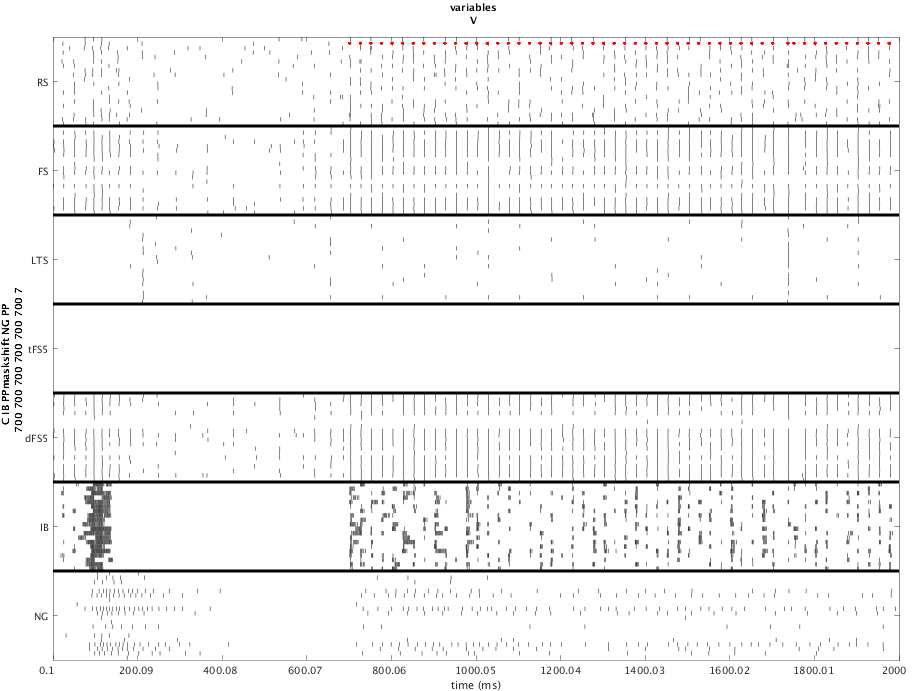 variables
V
RS
FS
LTS
tFS5
dFS5
IB
NG
C IB PPmaskshift NG PP
700 700 700 700 700 700 7
0.1 200.09 400.08 600.07 800.06 1000.05 1200.04 1400.03 1600.02 1800.01 2000
time (ms)